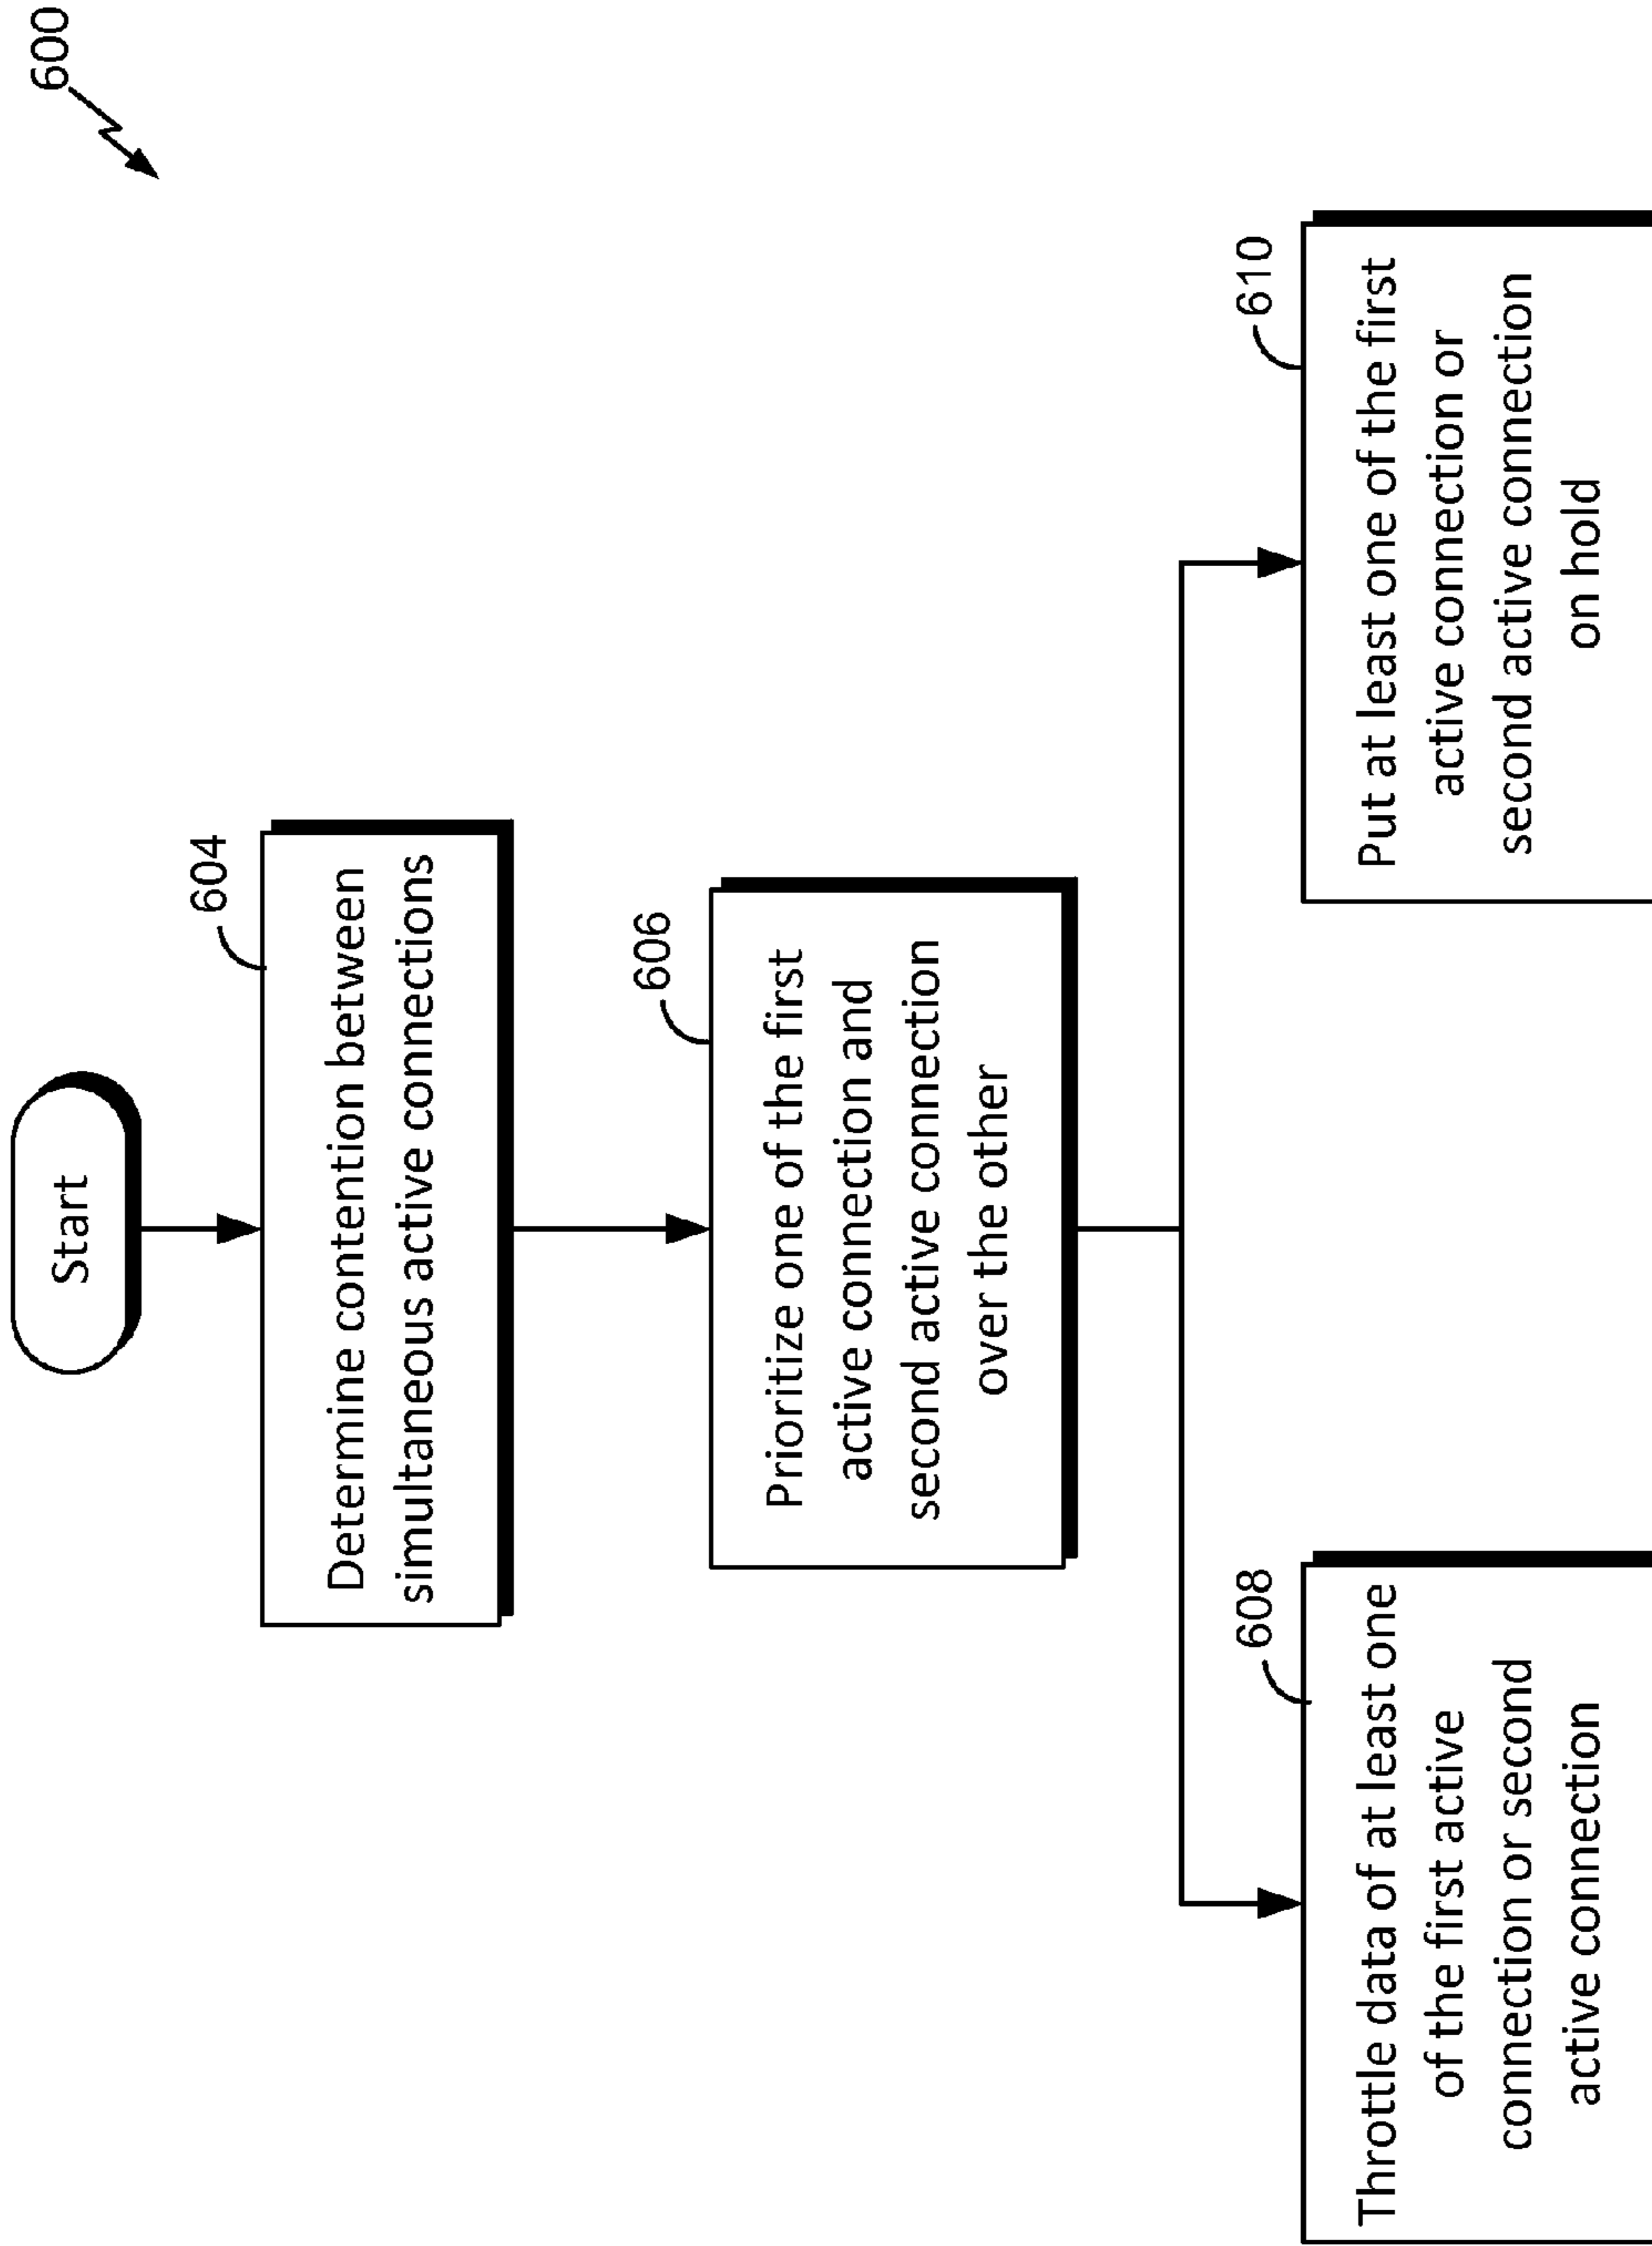 600
Start
604
Determine contention between
simultaneous active connections
606
Prioritize one of the first
active connection and
second active connection
over the other
608
Throttle data of at least one
of the first active
connection or second
active connection
610
Put at least one of the first
active connection or
second active connection
on hold